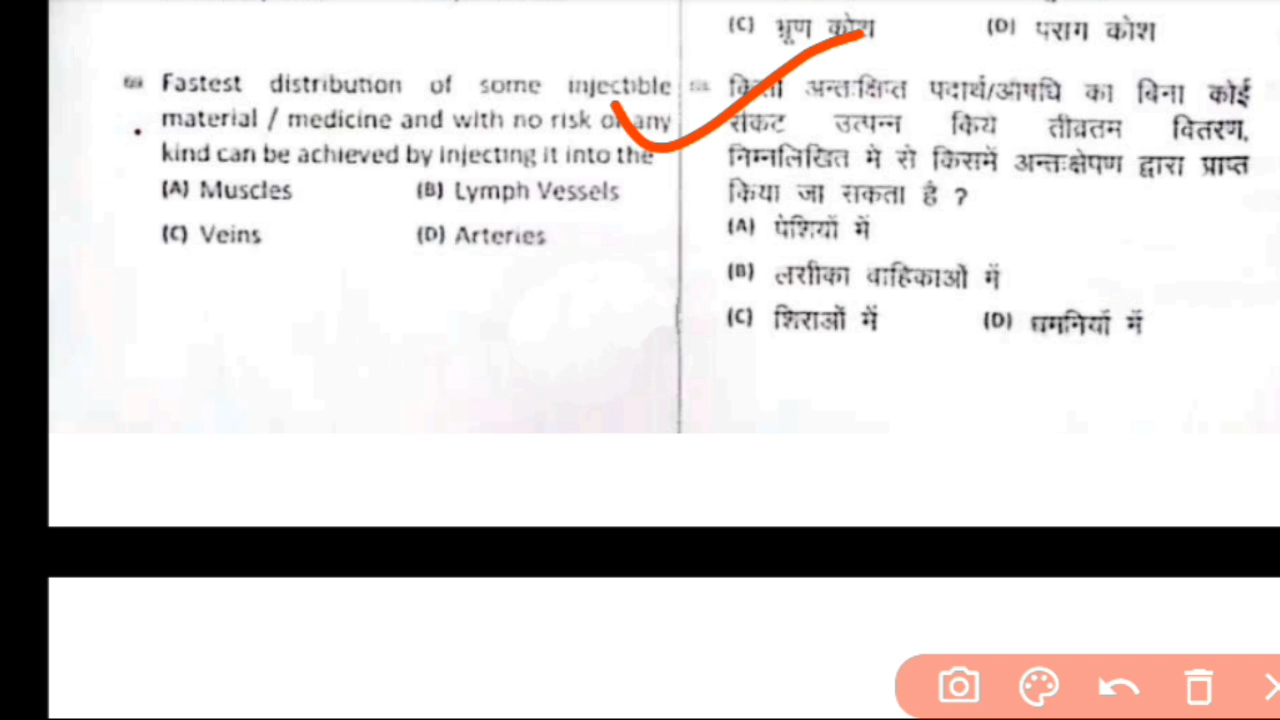 (C) भ्रूण कोश (D) पराग कोश
Fastest distribution of some injectible
material / medicine and with no risk of any
kind can be achieved by injecting it into the
(A) Muscles (B) Lymph Vessels
(C) Veins (D) Arteries
किसी अन्तःक्षिप्त पदार्थ/औषधि का बिना कोई
संकट उत्पन्न किये तीव्रतम वितरण,
निम्नलिखित में से किसमें अन्तःक्षेपण द्वारा प्राप्त
किया जा सकता है ?
(A) पेशियों में
(B) लसीका वाहिकाओं में
(C) शिराओं में (D) धमनियों में